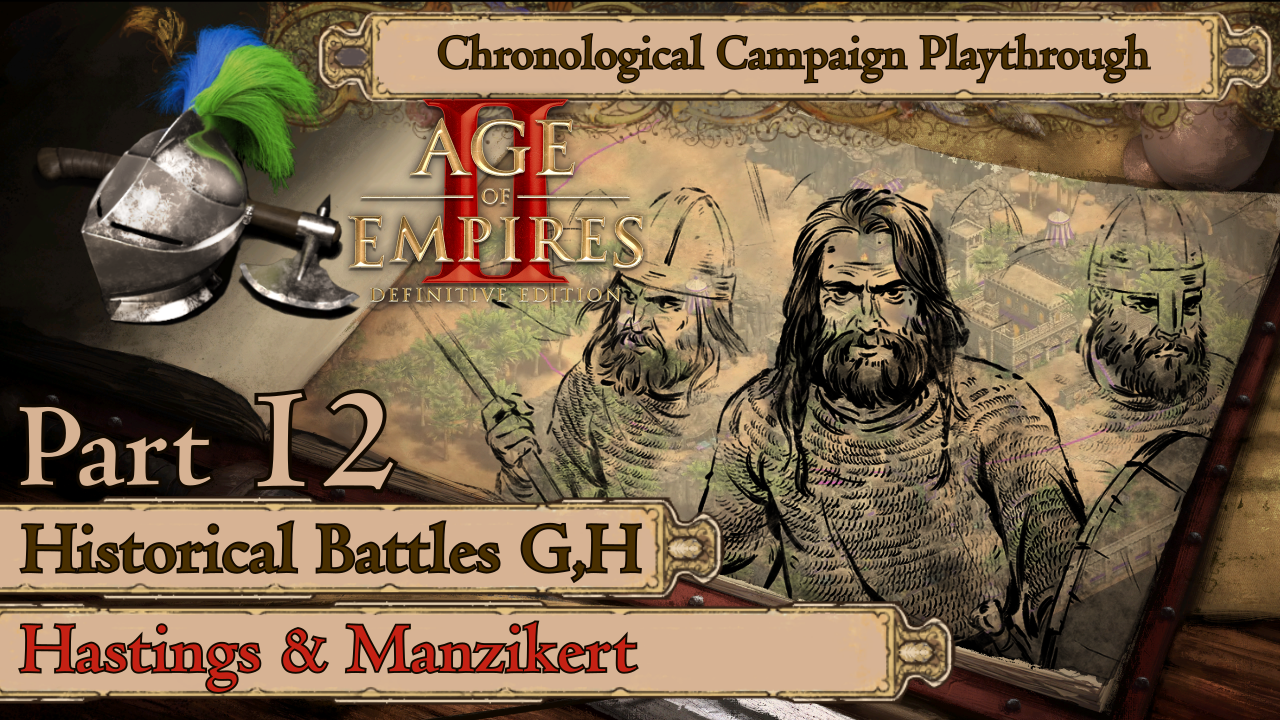 Chronological Campaign Playthrough
AGE
II
OF
EMPIRES
DEFINITIVE EDITION
Part 12
Historical Battles G,H
Hastings & Manzikert